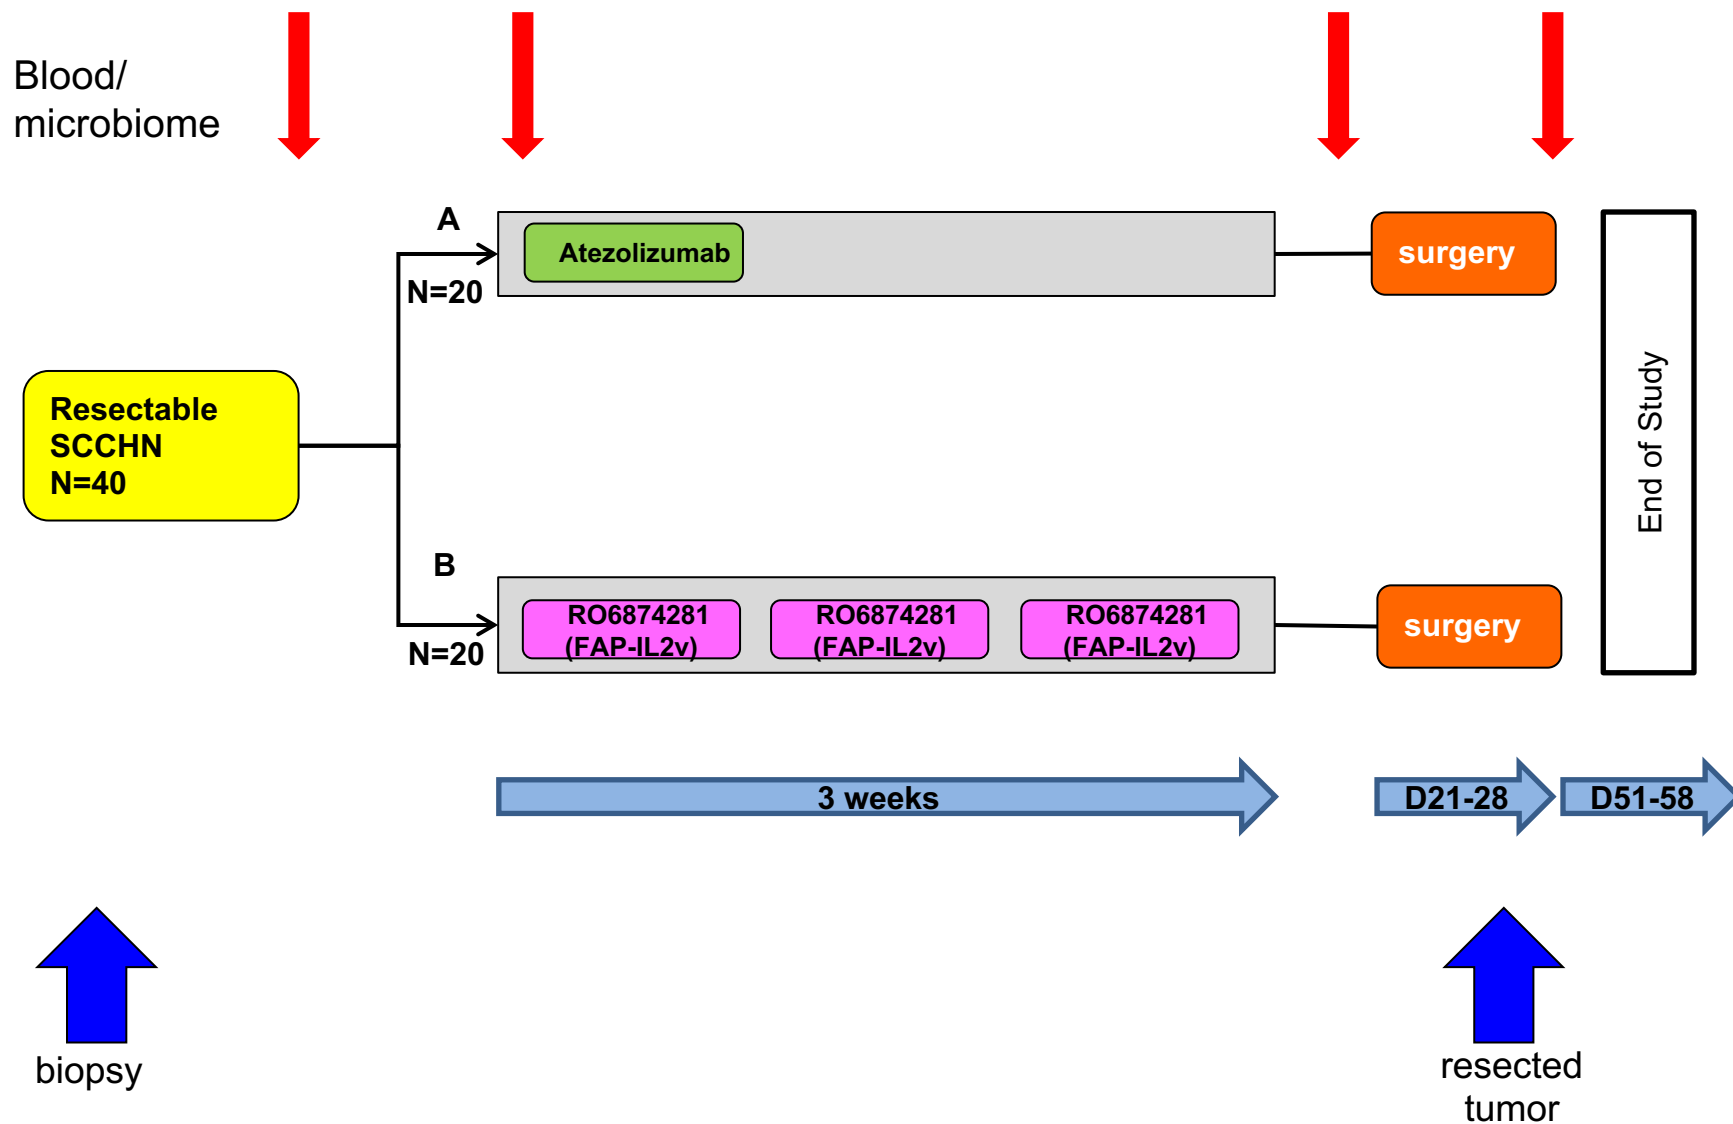 Blood/
microbiome
A
Atezolizumab
surgery
N=20
Resectable
SCCHN
N=40
End of Study
B
RO6874281
(FAP-IL2v)
RO6874281
(FAP-IL2v)
RO6874281
(FAP-IL2v)
surgery
N=20
3 weeks
D21-28
D51-58
biopsy
resected
tumor